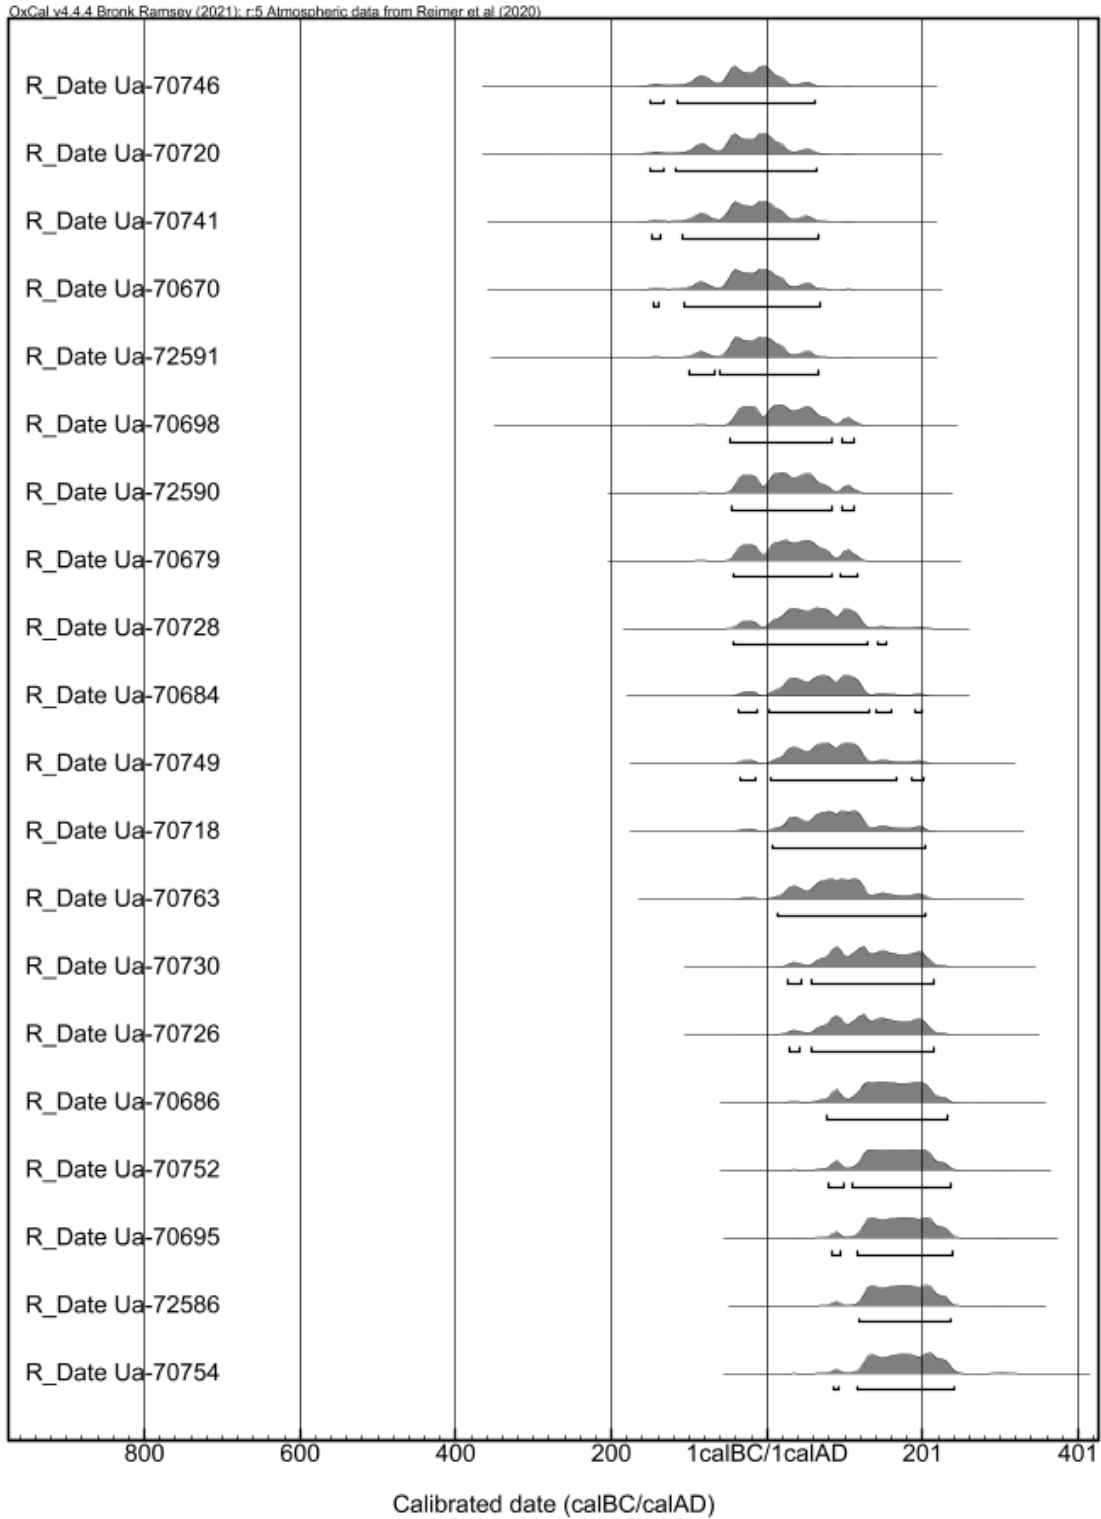 OxCal v4.4.4 Bronk Ramsey (2021); r:5 Atmospheric data from Reimer et al (2020)
R_Date Ua-70746
R_Date Ua-70720
R_Date Ua-70741
R_Date Ua-70670
R_Date Ua-72591
R_Date Ua-70698
R_Date Ua-72590
R_Date Ua-70679
R_Date Ua-70728
R_Date Ua-70684
R_Date Ua-70749
R_Date Ua-70718
R_Date Ua-70763
R_Date Ua-70730
R_Date Ua-70726
R_Date Ua-70686
R_Date Ua-70752
R_Date Ua-70695
R_Date Ua-72586
R_Date Ua-70754
800 600 400 200 1calBC/1calAD 201 401
Calibrated date (calBC/calAD)